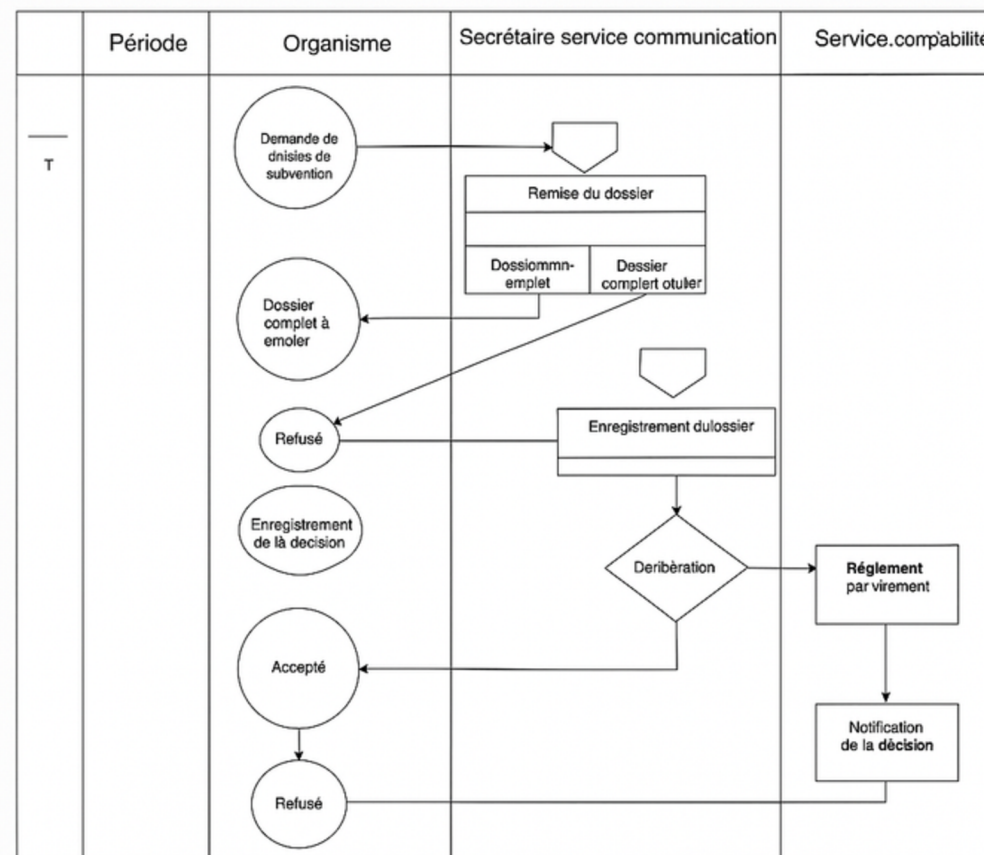 Période
Organisme
Secrétaire service communication
Service.compabilité
T
Demande de
dnisies de
subvention
Remise du dossier
Dossiommn-
emplet
Dessier
complert otulier
Dossier
complet à
emoler
Refusé
Enregistrement dulossier
Enregistrement
de là decision
Deribèration
Réglement
par virement
Accepté
Notification
de la décision
Refusé